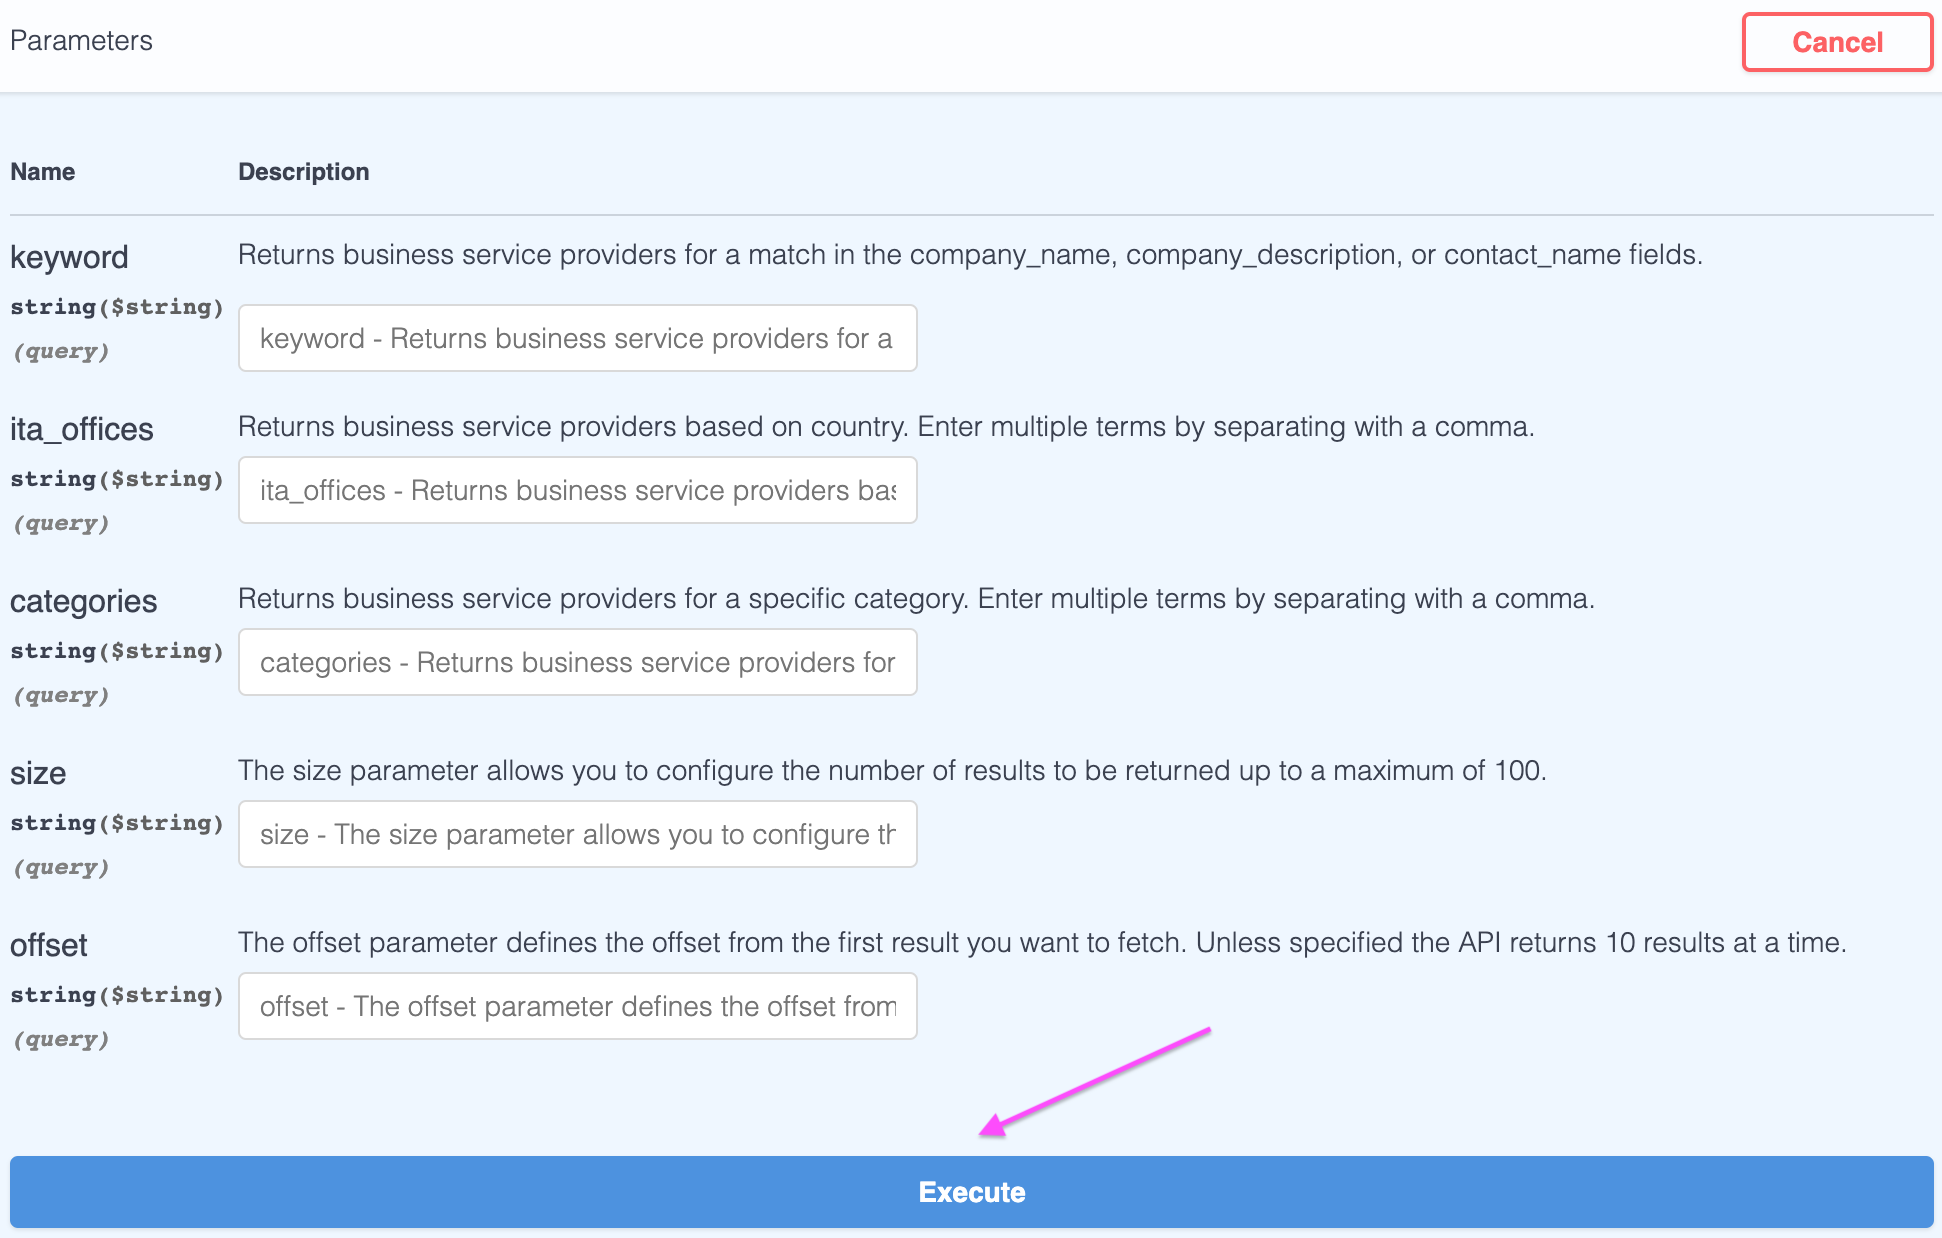 Parameters
Cancel
Name Description
keyword
string($string)
(query)
Returns business service providers for a match in the company_name, company_description, or contact_name fields.
keyword - Returns business service providers for a
ita_offices
string($string)
(query)
Returns business service providers based on country. Enter multiple terms by separating with a comma.
ita_offices - Returns business service providers bas
categories
string($string)
(query)
Returns business service providers for a specific category. Enter multiple terms by separating with a comma.
categories - Returns business service providers for
size
string($string)
(query)
The size parameter allows you to configure the number of results to be returned up to a maximum of 100.
size - The size parameter allows you to configure th
offset
string($string)
(query)
The offset parameter defines the offset from the first result you want to fetch. Unless specified the API returns 10 results at a time.
offset - The offset parameter defines the offset from
Execute